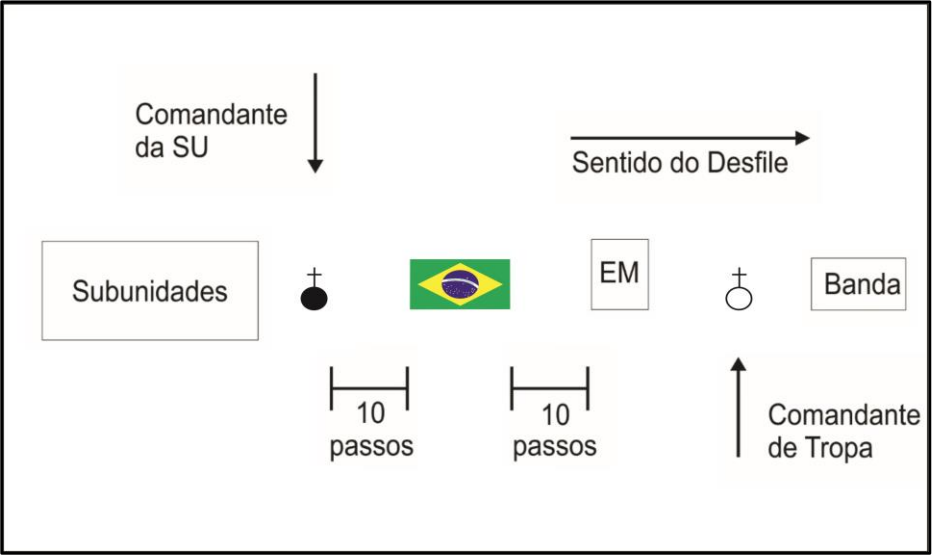 Comandante
da SU
Sentido do Desfile
Subunidades
EM
Banda
10
passos
10
passos
Comandante
de Tropa